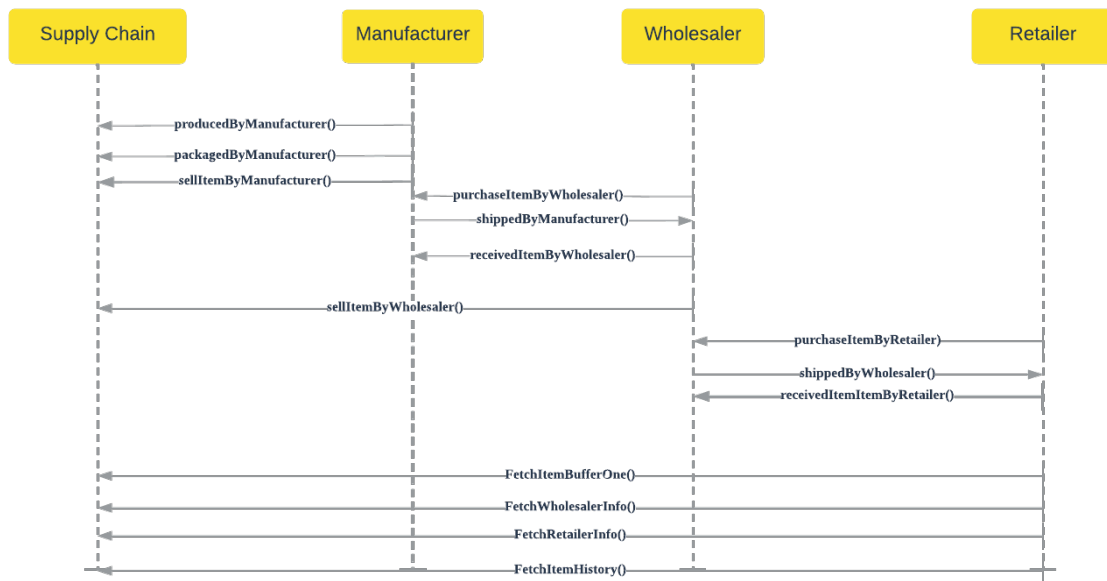 Supply Chain
Manufacturer
Wholesaler
Retailer
producedByManufacturer()
packagedByManufacturer()
sellItemByManufacturer()
purchaseItemByWholesaler()
shippedByManufacturer()
receivedItemByWholesaler()
sellItemByWholesaler()
purchaseItemByRetailer)
shippedByWholesaler()
receivedItemItemByRetailer()
FetchItemBufferOne()
FetchWholesalerInfo()
FetchRetailerInfo()
FetchItemHistory()